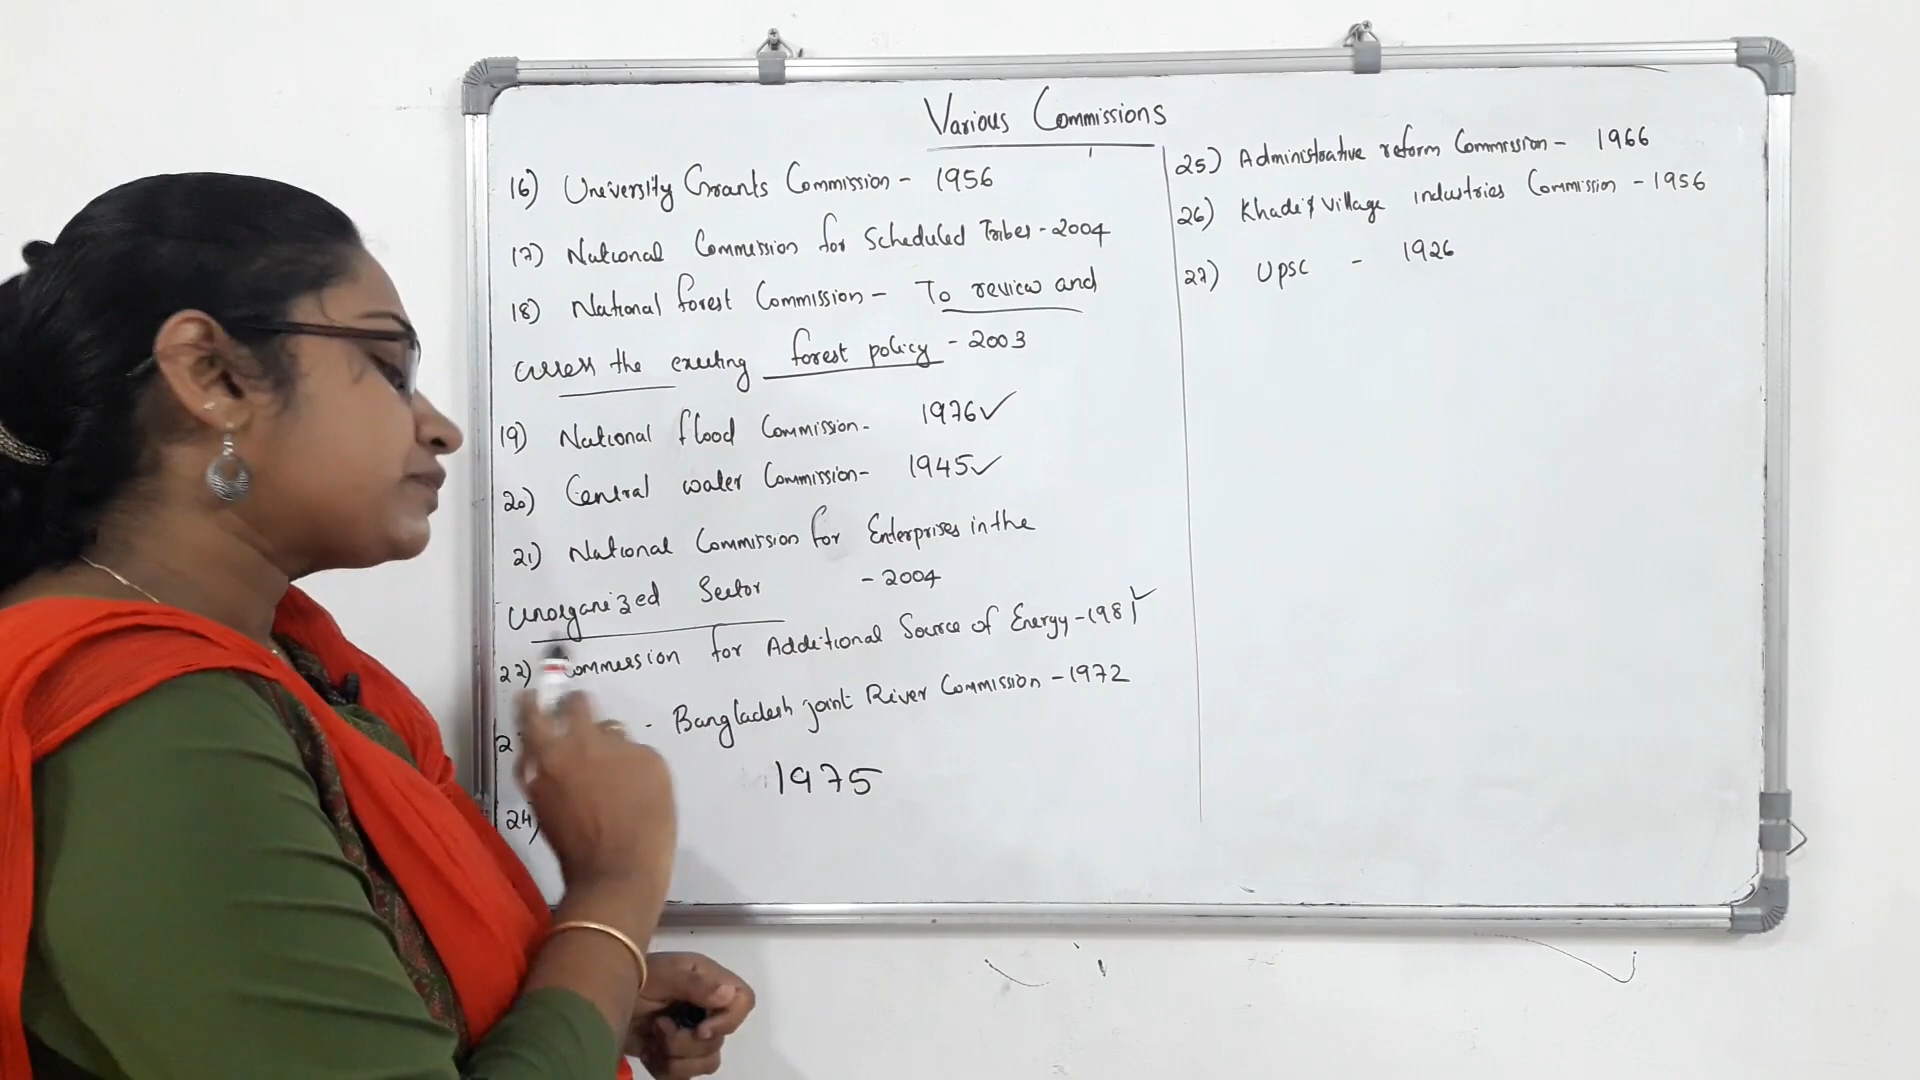 Various Commissions
16) University Grants Commission - 1956
17) National Commission for Scheduled Tribes - 2004
18) National forest Commission - To review and
assess the existing forest policy - 2003
19) National flood Commission - 1976 ✓
20) Central water Commission - 1945 ✓
21) National Commission for Enterprises in the
unorganized Sector - 2004
22) Commission for Additional Source of Energy - 1981 ✓
2 - Bangladesh joint River Commission - 1972
1975
24)
25) Administrative reform Commission - 1966
26) Khadi & Village industries Commission - 1956
27) Upsc - 1926